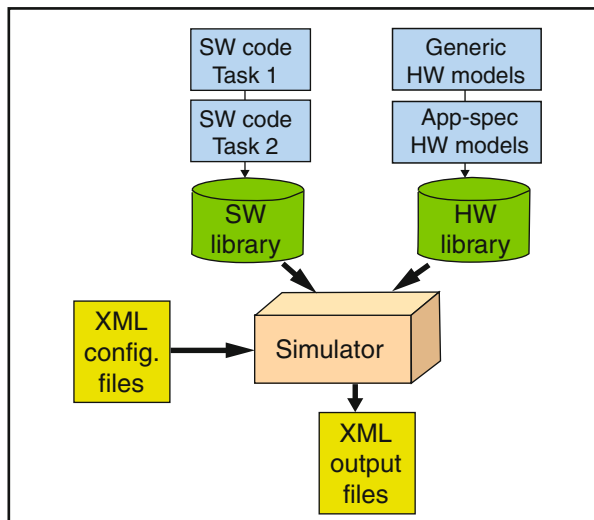 SW code
Task 1
Generic
HW models
SW code
Task 2
App-spec
HW models
SW
library
HW
library
XML
config.
files
Simulator
XML
output
files